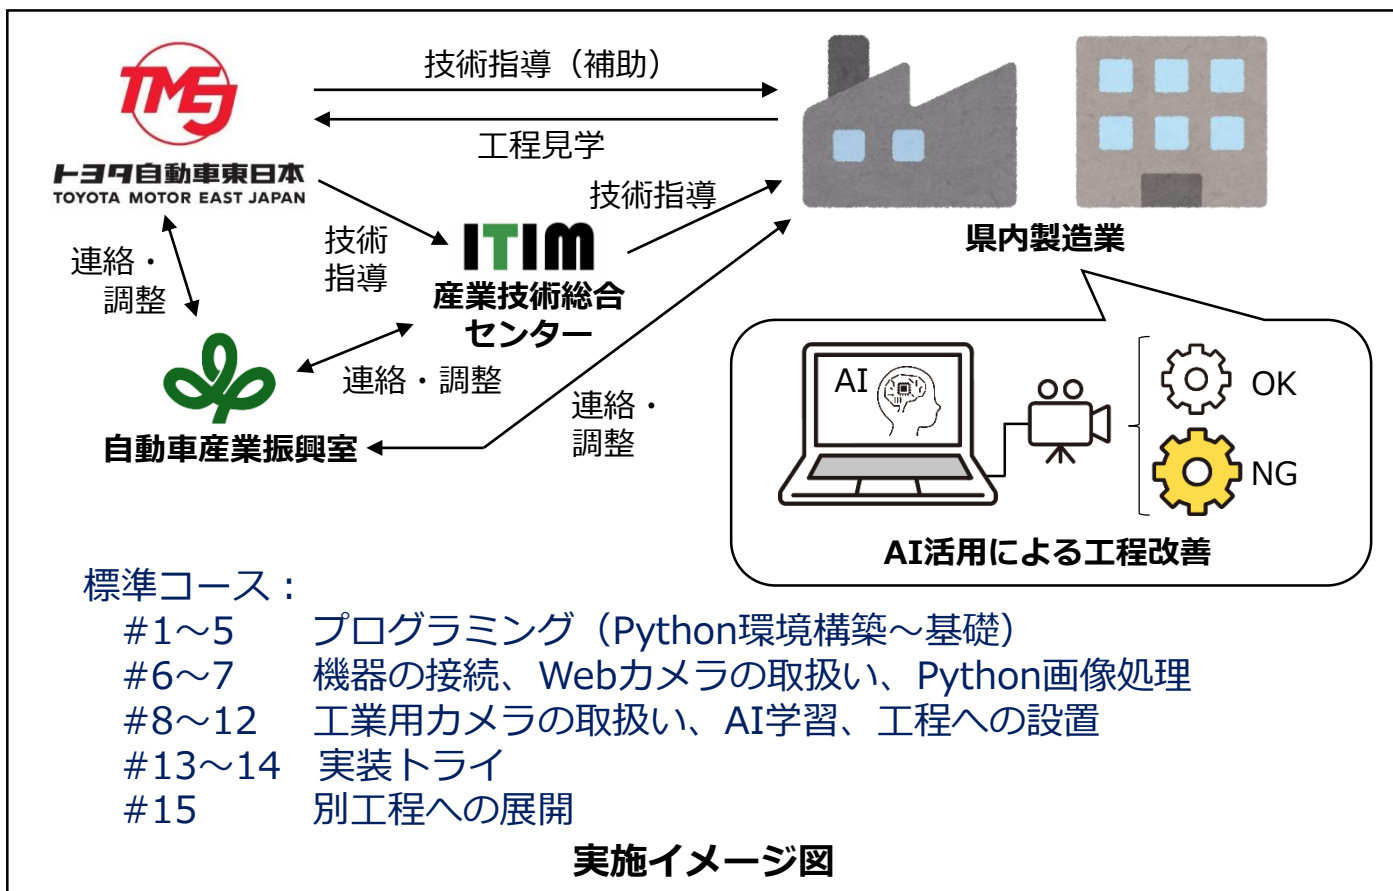 技術指導（補助）
工程見学
TMEJ
トヨタ自動車東日本
TOYOTA MOTOR EAST JAPAN
技術指導
技術
指導
ITIM
産業技術総合
センター
県内製造業
連絡・
調整
連絡・調整
連絡・
調整
自動車産業振興室
AI
OK
NG
AI活用による工程改善
標準コース：
#1～5 プログラミング（Python環境構築～基礎）
#6～7 機器の接続、Webカメラの取扱い、Python画像処理
#8～12 工業用カメラの取扱い、AI学習、工程への設置
#13～14 実装トライ
#15 別工程への展開
実施イメージ図